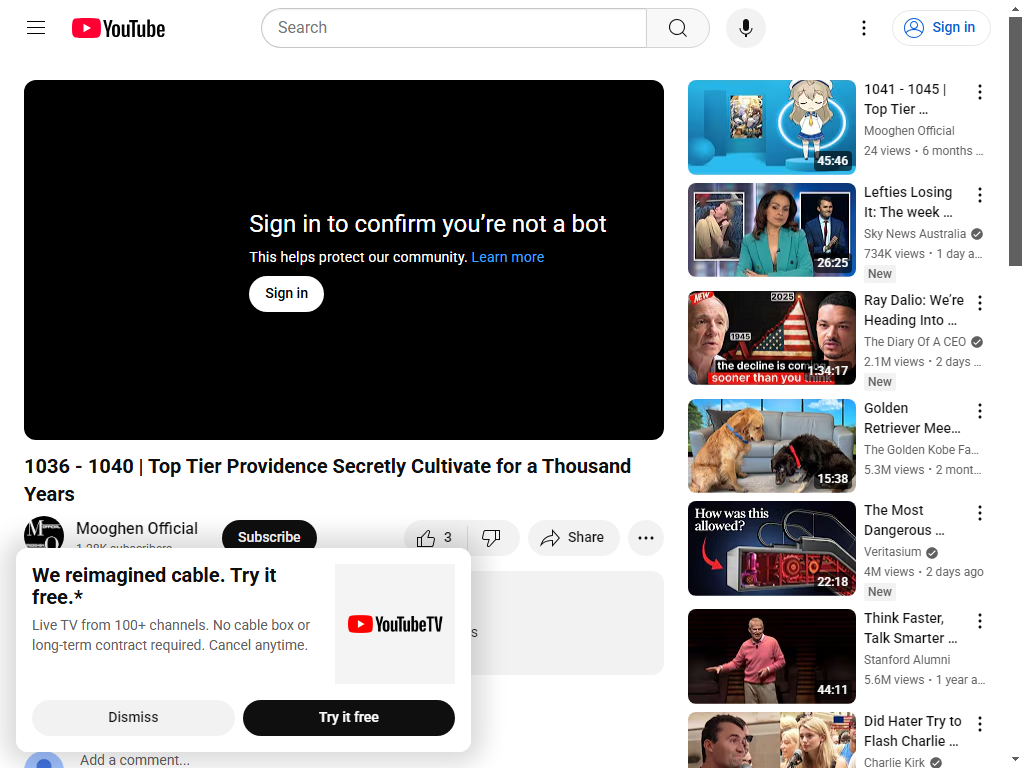 YouTube
Search
Sign in
Sign in to confirm you’re not a bot
This helps protect our community. Learn more
Sign in
1036 - 1040 | Top Tier Providence Secretly Cultivate for a Thousand
Years
Mooghen Official
Subscribe
3
Share
We reimagined cable. Try it
free.*
Live TV from 100+ channels. No cable box or
long-term contract required. Cancel anytime.
YouTubeTV
Dismiss
Try it free
Add a comment...
45:46
1041 - 1045 |
Top Tier ...
Mooghen Official
24 views • 6 months ...
26:25
Lefties Losing
It: The week ...
Sky News Australia
734K views • 1 day a...
New
NEW
2025
1945
the decline is coming
sooner than you think
1:34:17
Ray Dalio: We’re
Heading Into ...
The Diary Of A CEO
2.1M views • 2 days ...
New
15:38
Golden
Retriever Mee...
The Golden Kobe Fa...
5.3M views • 2 mont...
How was this
allowed?
22:18
The Most
Dangerous ...
Veritasium
4M views • 2 days ago
New
44:11
Think Faster,
Talk Smarter ...
Stanford Alumni
5.6M views • 1 year a...
Did Hater Try to
Flash Charlie ...
Charlie Kirk